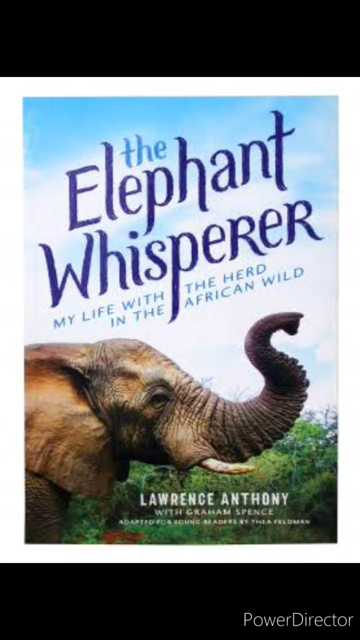 the
Elephant
Whisperer
MY LIFE WITH THE HERD
IN THE AFRICAN WILD
LAWRENCE ANTHONY
WITH GRAHAM SPENCE
ADAPTED FOR YOUNG READERS BY THEA FELDMAN
PowerDirector